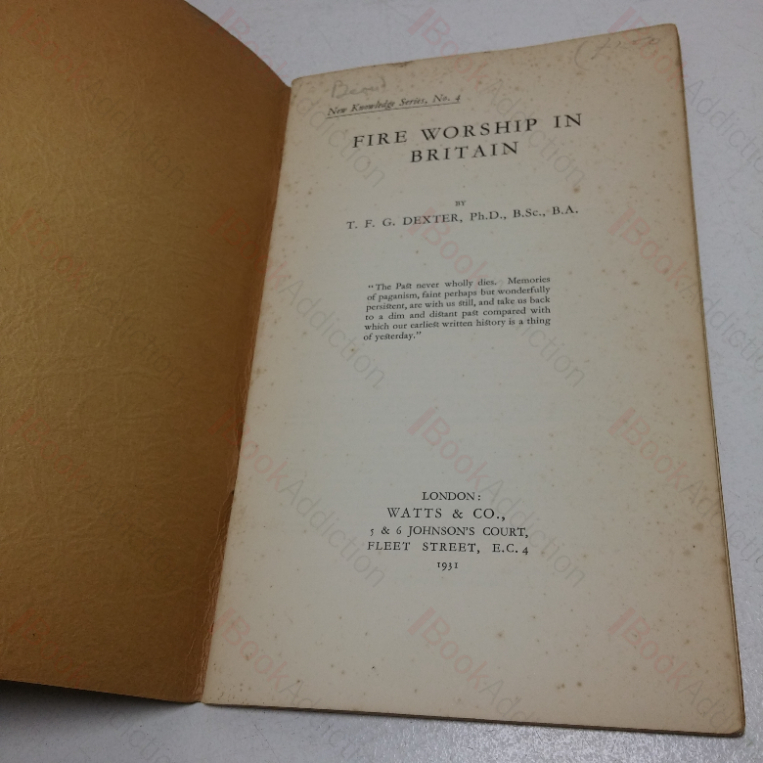 New Knowledge Series, No. 4
FIRE WORSHIP IN
BRITAIN
BY
T. F. G. DEXTER, Ph.D., B.Sc., B.A.
"The Past never wholly dies. Memories
of paganism, faint perhaps but wonderfully
persistent, are with us still, and take us back
to a dim and distant past compared with
which our earliest written history is a thing
of yesterday."
LONDON:
WATTS & CO.,
5 & 6 JOHNSON'S COURT,
FLEET STREET, E.C.4
1931
BookAddiction